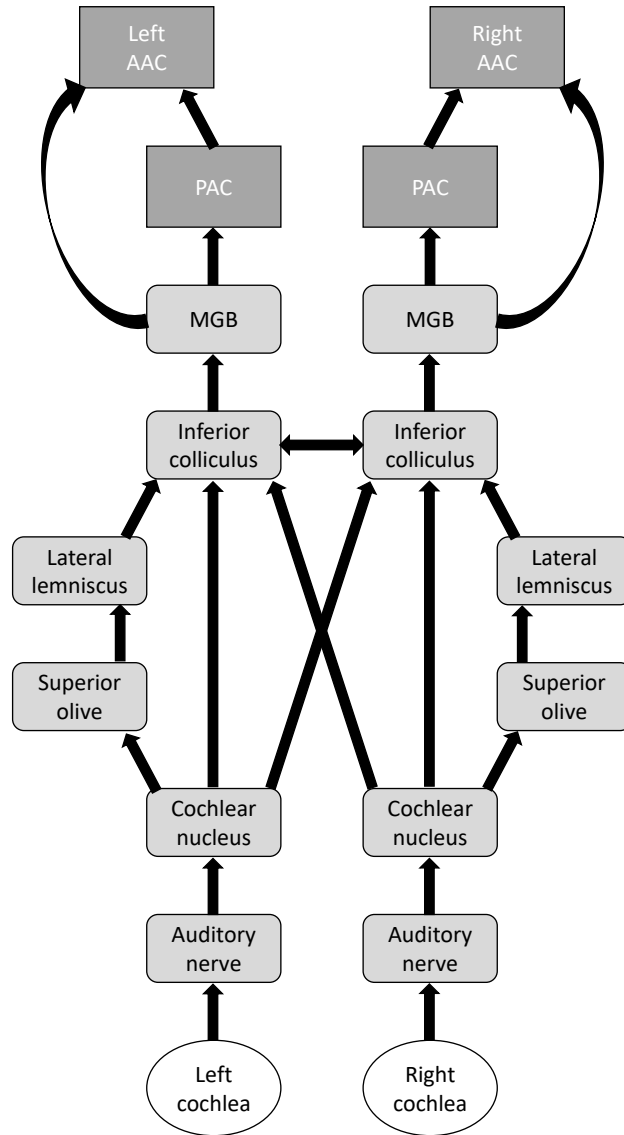 Left
AAC
Right
AAC
PAC
PAC
MGB
MGB
Inferior
colliculus
Inferior
colliculus
Lateral
lemniscus
Lateral
lemniscus
Superior
olive
Superior
olive
Cochlear
nucleus
Cochlear
nucleus
Auditory
nerve
Auditory
nerve
Left
cochlea
Right
cochlea